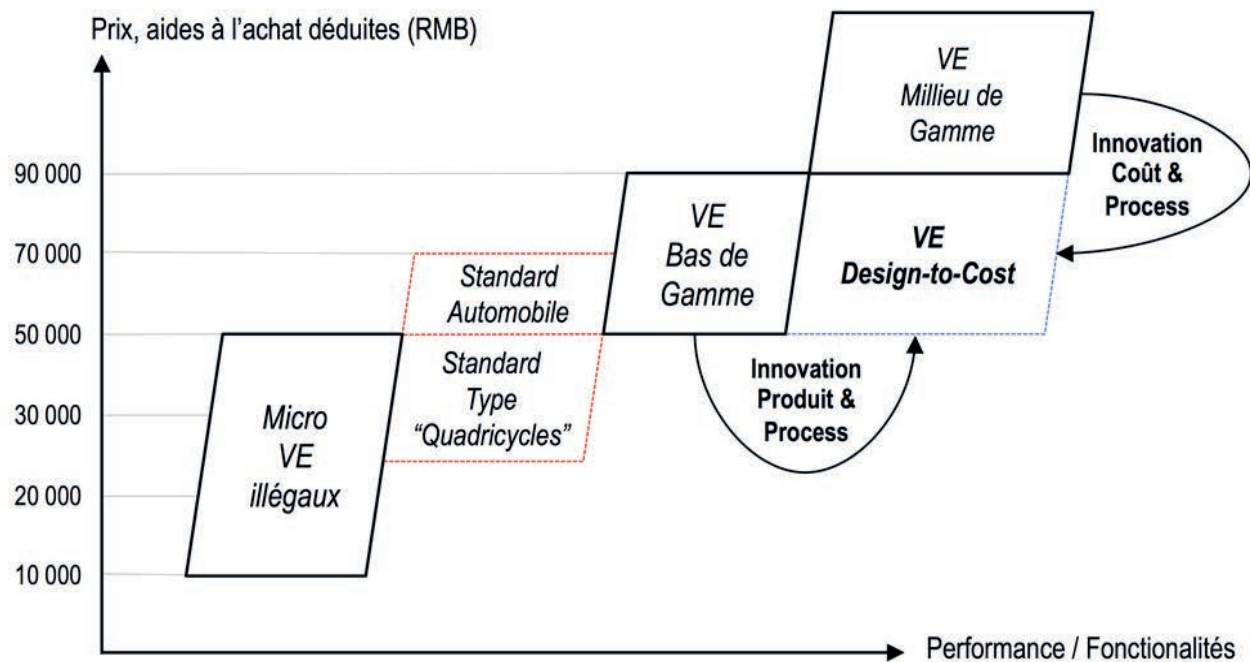 Prix, aides à l’achat déduites (RMB)
90 000
70 000
50 000
30 000
20 000
10 000
Micro
VE
illégaux
Standard
Automobile
Standard
Type
“Quadricycles”
VE
Bas de
Gamme
VE
Millieu de
Gamme
VE
Design-to-Cost
Innovation
Coût &
Process
Innovation
Produit &
Process
Performance / Fonctionalités